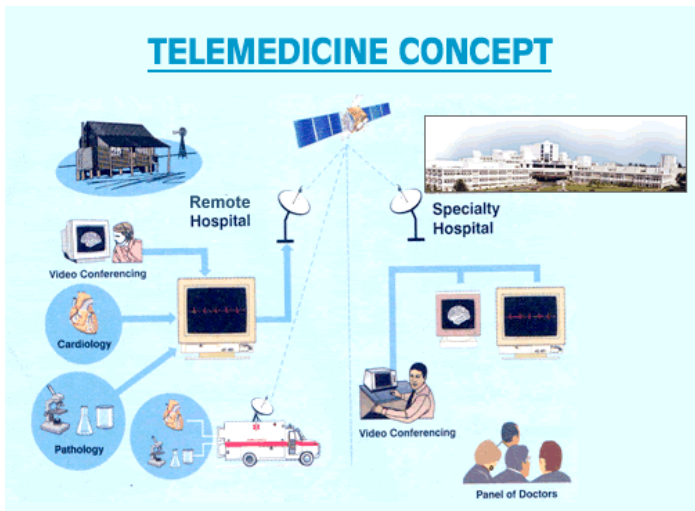 TELEMEDICINE CONCEPT
Remote
Hospital
Specialty
Hospital
Video Conferencing
Cardiology
Pathology
Video Conferencing
Panel of Doctors